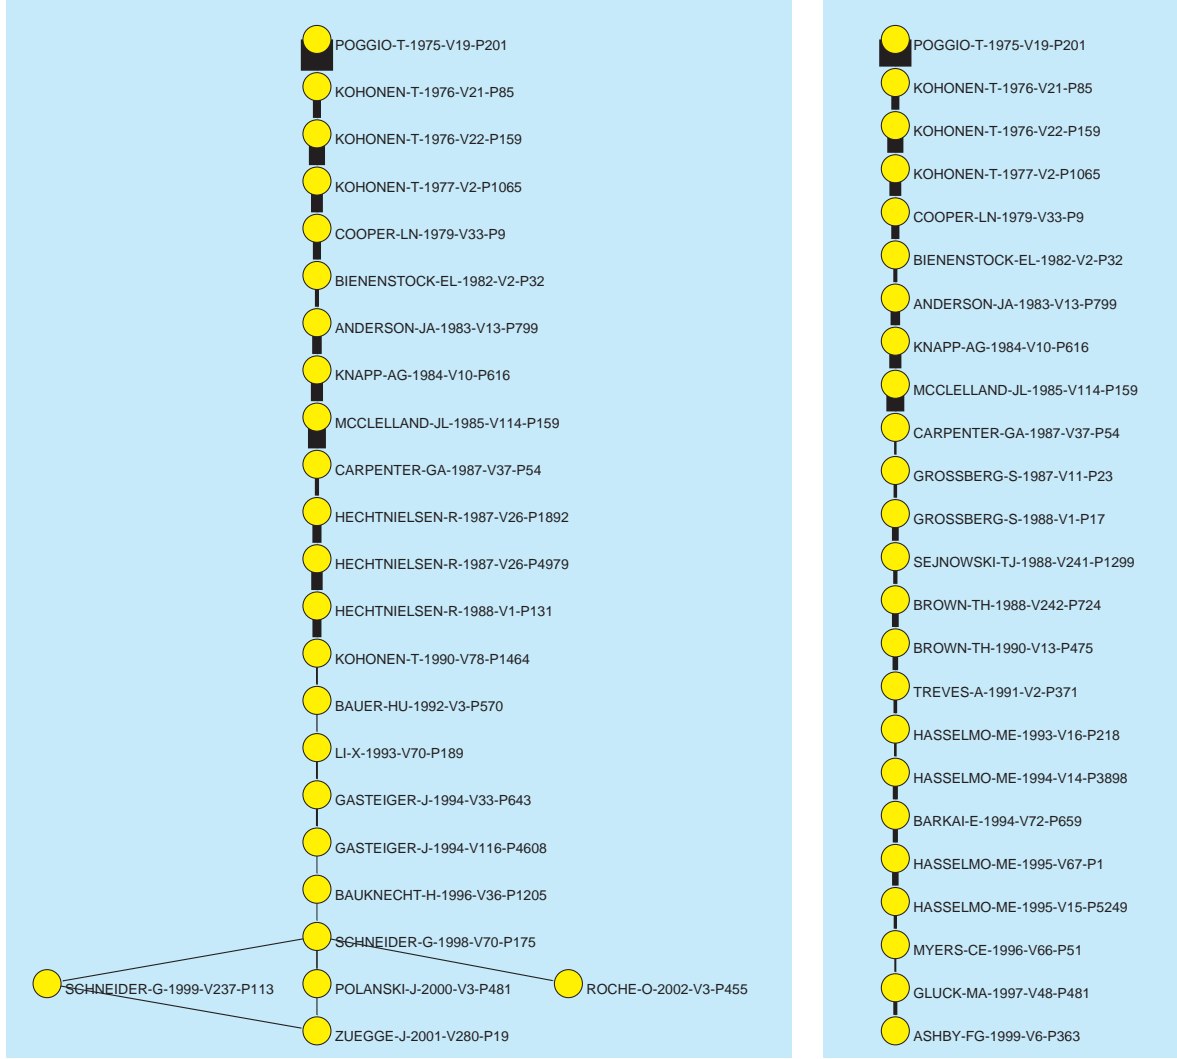 POGGIO-T-1975-V19-P201
KOHONEN-T-1976-V21-P85
KOHONEN-T-1976-V22-P159
KOHONEN-T-1977-V2-P1065
COOPER-LN-1979-V33-P9
BIENENSTOCK-EL-1982-V2-P32
ANDERSON-JA-1983-V13-P799
KNAPP-AG-1984-V10-P616
MCCLELLAND-JL-1985-V114-P159
CARPENTER-GA-1987-V37-P54
HECHTNIELSEN-R-1987-V26-P1892
HECHTNIELSEN-R-1987-V26-P4979
HECHTNIELSEN-R-1988-V1-P131
KOHONEN-T-1990-V78-P1464
BAUER-HU-1992-V3-P570
LI-X-1993-V70-P189
GASTEIGER-J-1994-V33-P643
GASTEIGER-J-1994-V116-P4608
BAUKNECHT-H-1996-V36-P1205
SCHNEIDER-G-1998-V70-P175
SCHNEIDER-G-1999-V237-P113
POLANSKI-J-2000-V3-P481
ROCHE-O-2002-V3-P455
ZUEGGE-J-2001-V280-P19
POGGIO-T-1975-V19-P201
KOHONEN-T-1976-V21-P85
KOHONEN-T-1976-V22-P159
KOHONEN-T-1977-V2-P1065
COOPER-LN-1979-V33-P9
BIENENSTOCK-EL-1982-V2-P32
ANDERSON-JA-1983-V13-P799
KNAPP-AG-1984-V10-P616
MCCLELLAND-JL-1985-V114-P159
CARPENTER-GA-1987-V37-P54
GROSSBERG-S-1987-V11-P23
GROSSBERG-S-1988-V1-P17
SEJNOWSKI-TJ-1988-V241-P1299
BROWN-TH-1988-V242-P724
BROWN-TH-1990-V13-P475
TREVES-A-1991-V2-P371
HASSELMO-ME-1993-V16-P218
HASSELMO-ME-1994-V14-P3898
BARKAI-E-1994-V72-P659
HASSELMO-ME-1995-V67-P1
HASSELMO-ME-1995-V15-P5249
MYERS-CE-1996-V66-P51
GLUCK-MA-1997-V48-P481
ASHBY-FG-1999-V6-P363